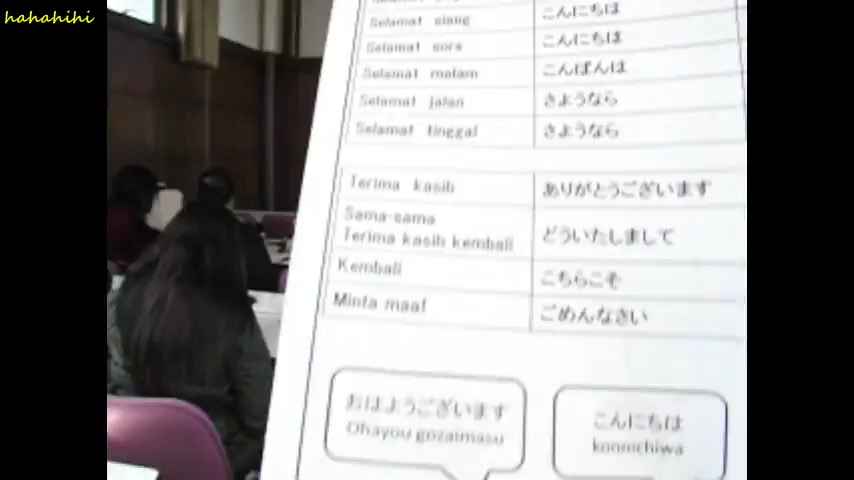 hahahihi
Selamat siang こんにちは
Selamat sore こんにちは
Selamat malam こんばんは
Selamat jalan さようなら
Selamat tinggal さようなら
Terima kasih ありがとうございます
Sama-sama
Terima kasih kembali どういたしまして
Kembali こちらこそ
Minta maaf ごめんなさい
おはようございます
Ohayou gozaimasu
こんにちは
konnichiwa